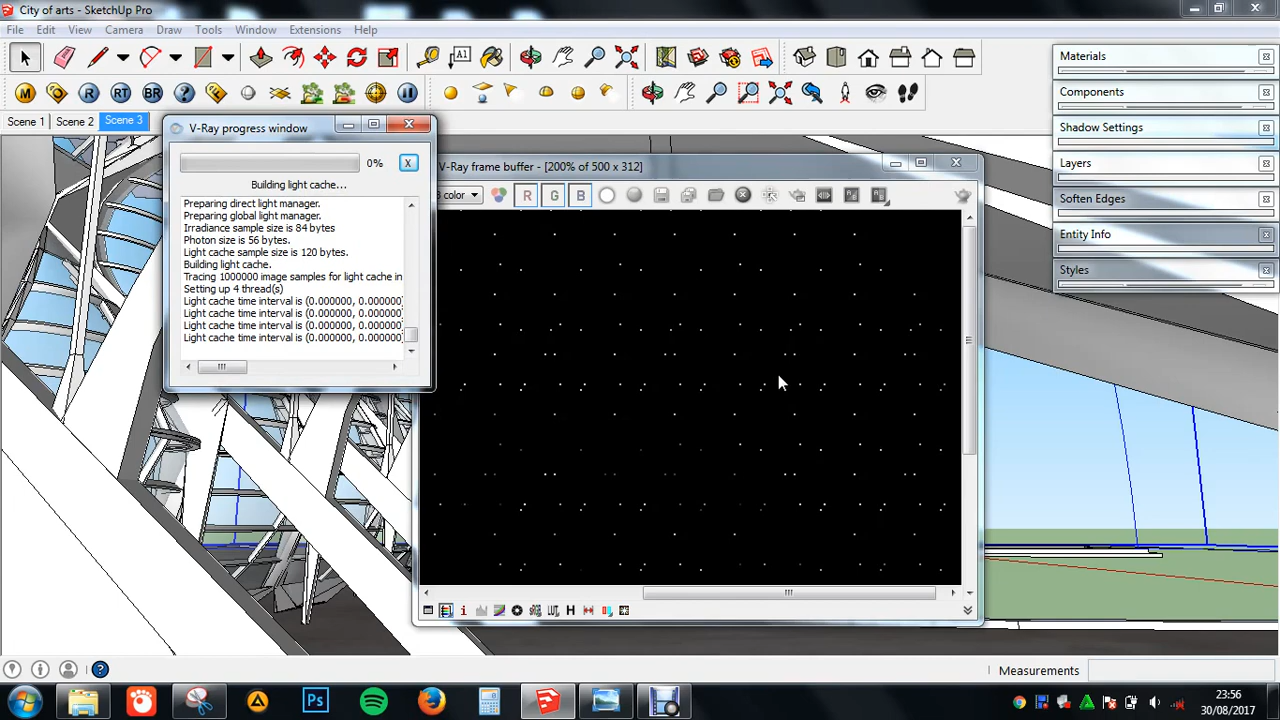 City of arts - SketchUp Pro
File Edit View Camera Draw Tools Window Extensions Help
A1
M R RT BR ?
Scene 1 Scene 2 Scene 3
V-Ray progress window
0% X
Building light cache...
Preparing direct light manager.
Preparing global light manager.
Irradiance sample size is 84 bytes
Photon size is 56 bytes.
Light cache sample size is 120 bytes.
Building light cache.
Tracing 1000000 image samples for light cache in
Setting up 4 thread(s)
Light cache time interval is (0.000000, 0.000000)
Light cache time interval is (0.000000, 0.000000)
Light cache time interval is (0.000000, 0.000000)
Light cache time interval is (0.000000, 0.000000)
V-Ray frame buffer - [200% of 500 x 312]
color R G B
i LUT H
Materials
Components
Shadow Settings
Layers
Soften Edges
Entity Info
Styles
Measurements
Ps
23:56
30/08/2017